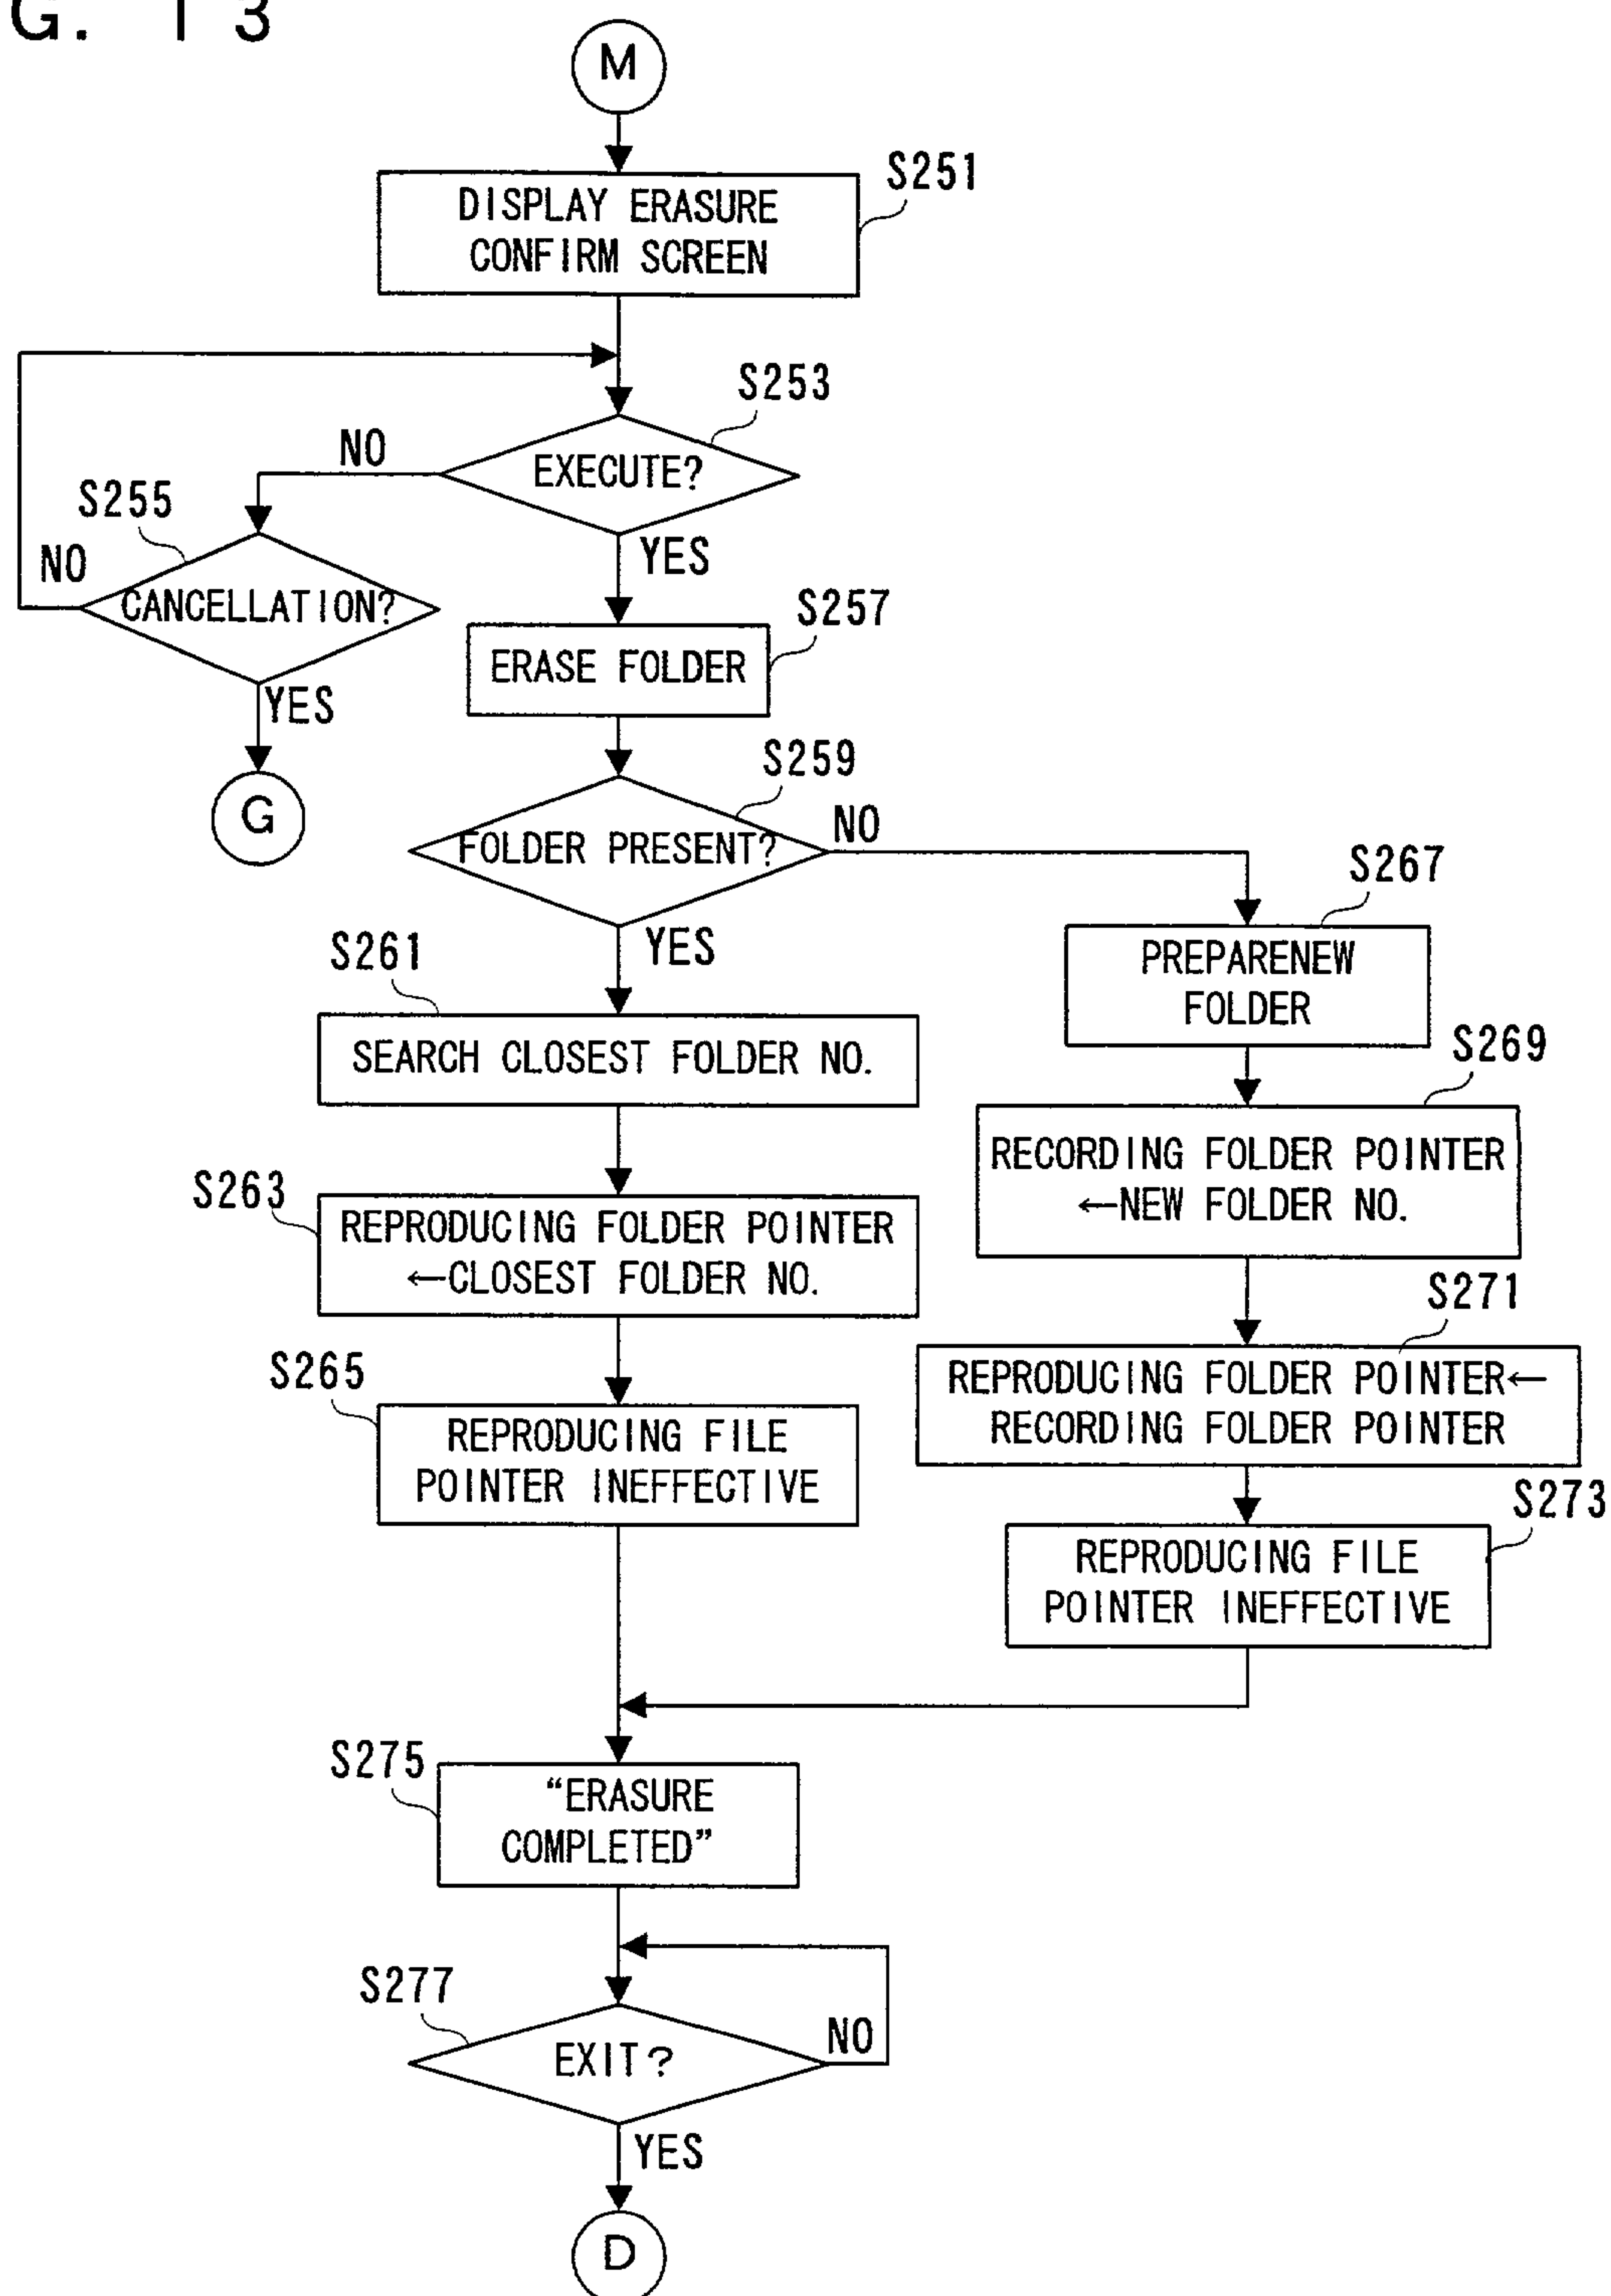 G. 13
M
S251
DISPLAY ERASURE
CONFIRM SCREEN
S253
NO
EXECUTE?
S255
YES
NO
CANCELLATION?
S257
ERASE FOLDER
YES
S259
G
NO
FOLDER PRESENT?
S267
YES
S261
PREPARENEW
FOLDER
SEARCH CLOSEST FOLDER NO.
S269
RECORDING FOLDER POINTER
←NEW FOLDER NO.
S263
REPRODUCING FOLDER POINTER
←CLOSEST FOLDER NO.
S271
REPRODUCING FOLDER POINTER←
RECORDING FOLDER POINTER
S265
REPRODUCING FILE
POINTER INEFFECTIVE
S273
REPRODUCING FILE
POINTER INEFFECTIVE
S275
“ERASURE
COMPLETED”
S277
NO
EXIT?
YES
D